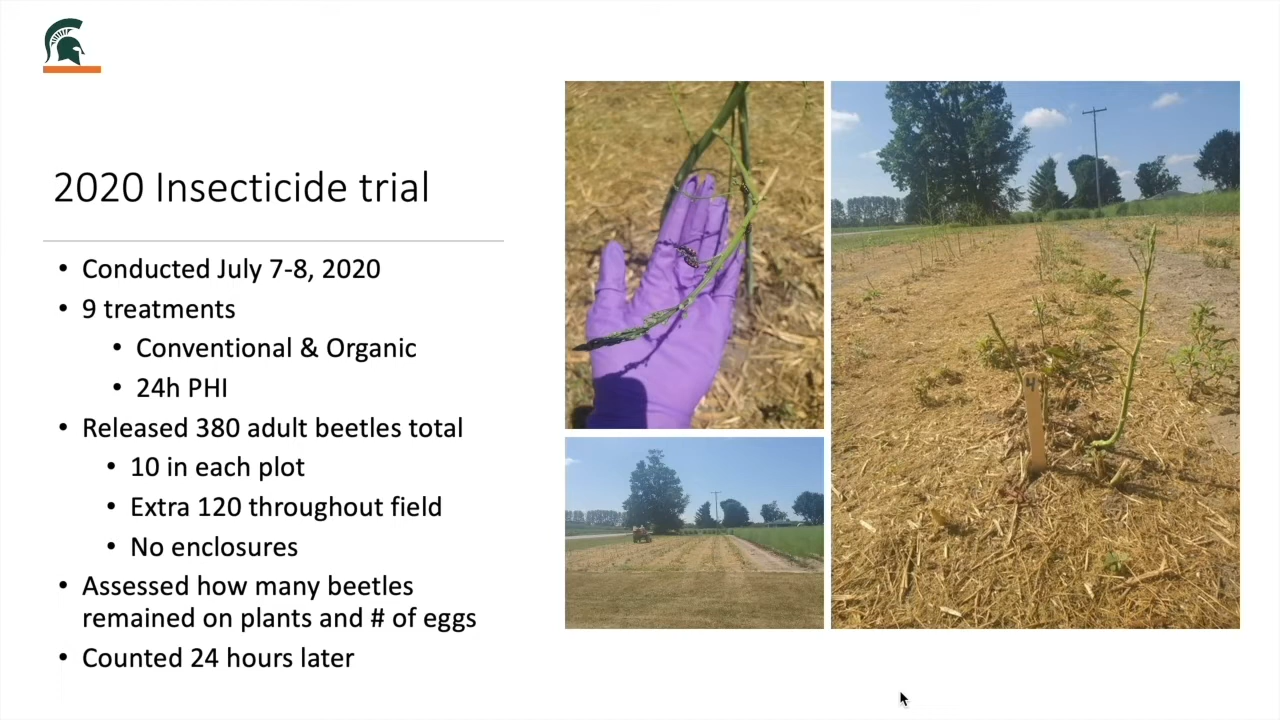 2020 Insecticide trial
• Conducted July 7-8, 2020
• 9 treatments
• Conventional & Organic
• 24h PHI
• Released 380 adult beetles total
• 10 in each plot
• Extra 120 throughout field
• No enclosures
• Assessed how many beetles
remained on plants and # of eggs
• Counted 24 hours later